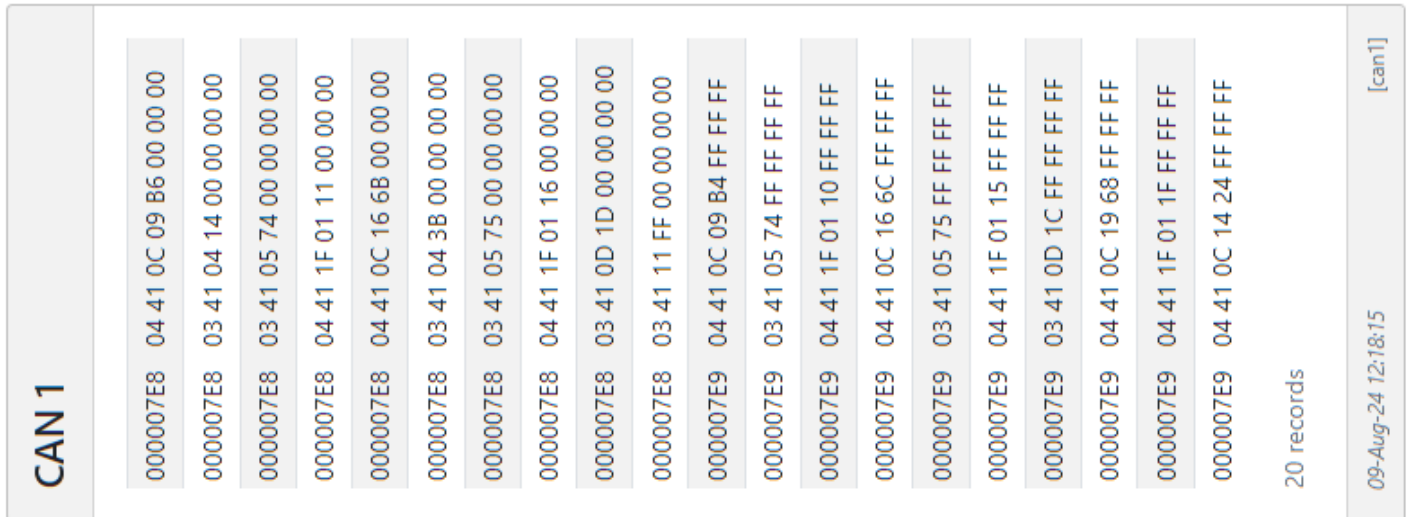 CAN 1
000007E8 04 41 0C 09 B6 00 00 00
000007E8 03 41 04 14 00 00 00 00
000007E8 03 41 05 74 00 00 00 00
000007E8 04 41 1F 01 11 00 00 00
000007E8 04 41 0C 16 6B 00 00 00
000007E8 03 41 04 3B 00 00 00 00
000007E8 03 41 05 75 00 00 00 00
000007E8 04 41 1F 01 16 00 00 00
000007E8 03 41 0D 1D 00 00 00 00
000007E8 03 41 11 FF 00 00 00 00
000007E9 04 41 0C 09 B4 FF FF FF
000007E9 03 41 05 74 FF FF FF FF
000007E9 04 41 1F 01 10 FF FF FF
000007E9 04 41 0C 16 6C FF FF FF
000007E9 03 41 05 75 FF FF FF FF
000007E9 04 41 1F 01 15 FF FF FF
000007E9 03 41 0D 1C FF FF FF FF
000007E9 04 41 0C 19 68 FF FF FF
000007E9 04 41 1F 01 1F FF FF FF
000007E9 04 41 0C 14 24 FF FF FF
20 records
09-Aug-24 12:18:15 [can1]